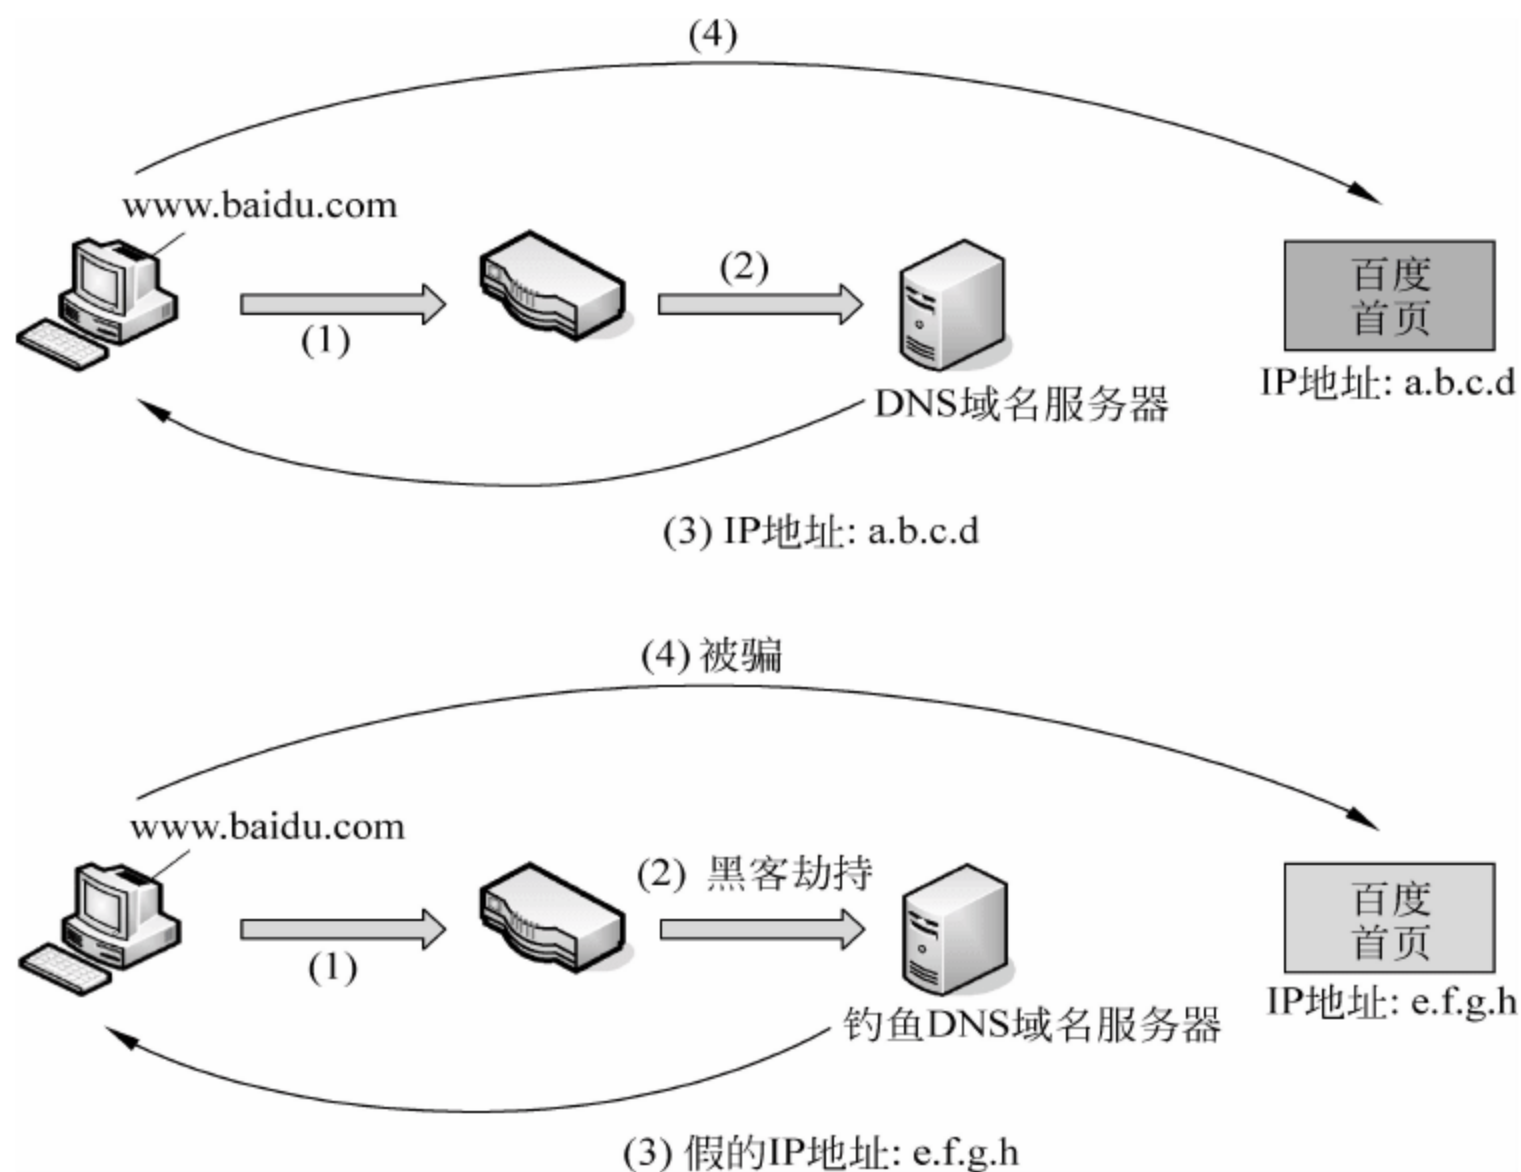 (4)
www.baidu.com
(1)
(2)
DNS域名服务器
百度
首页
IP地址: a.b.c.d
(3) IP地址: a.b.c.d
(4) 被骗
www.baidu.com
(1)
(2) 黑客劫持
钓鱼DNS域名服务器
百度
首页
IP地址: e.f.g.h
(3) 假的IP地址: e.f.g.h